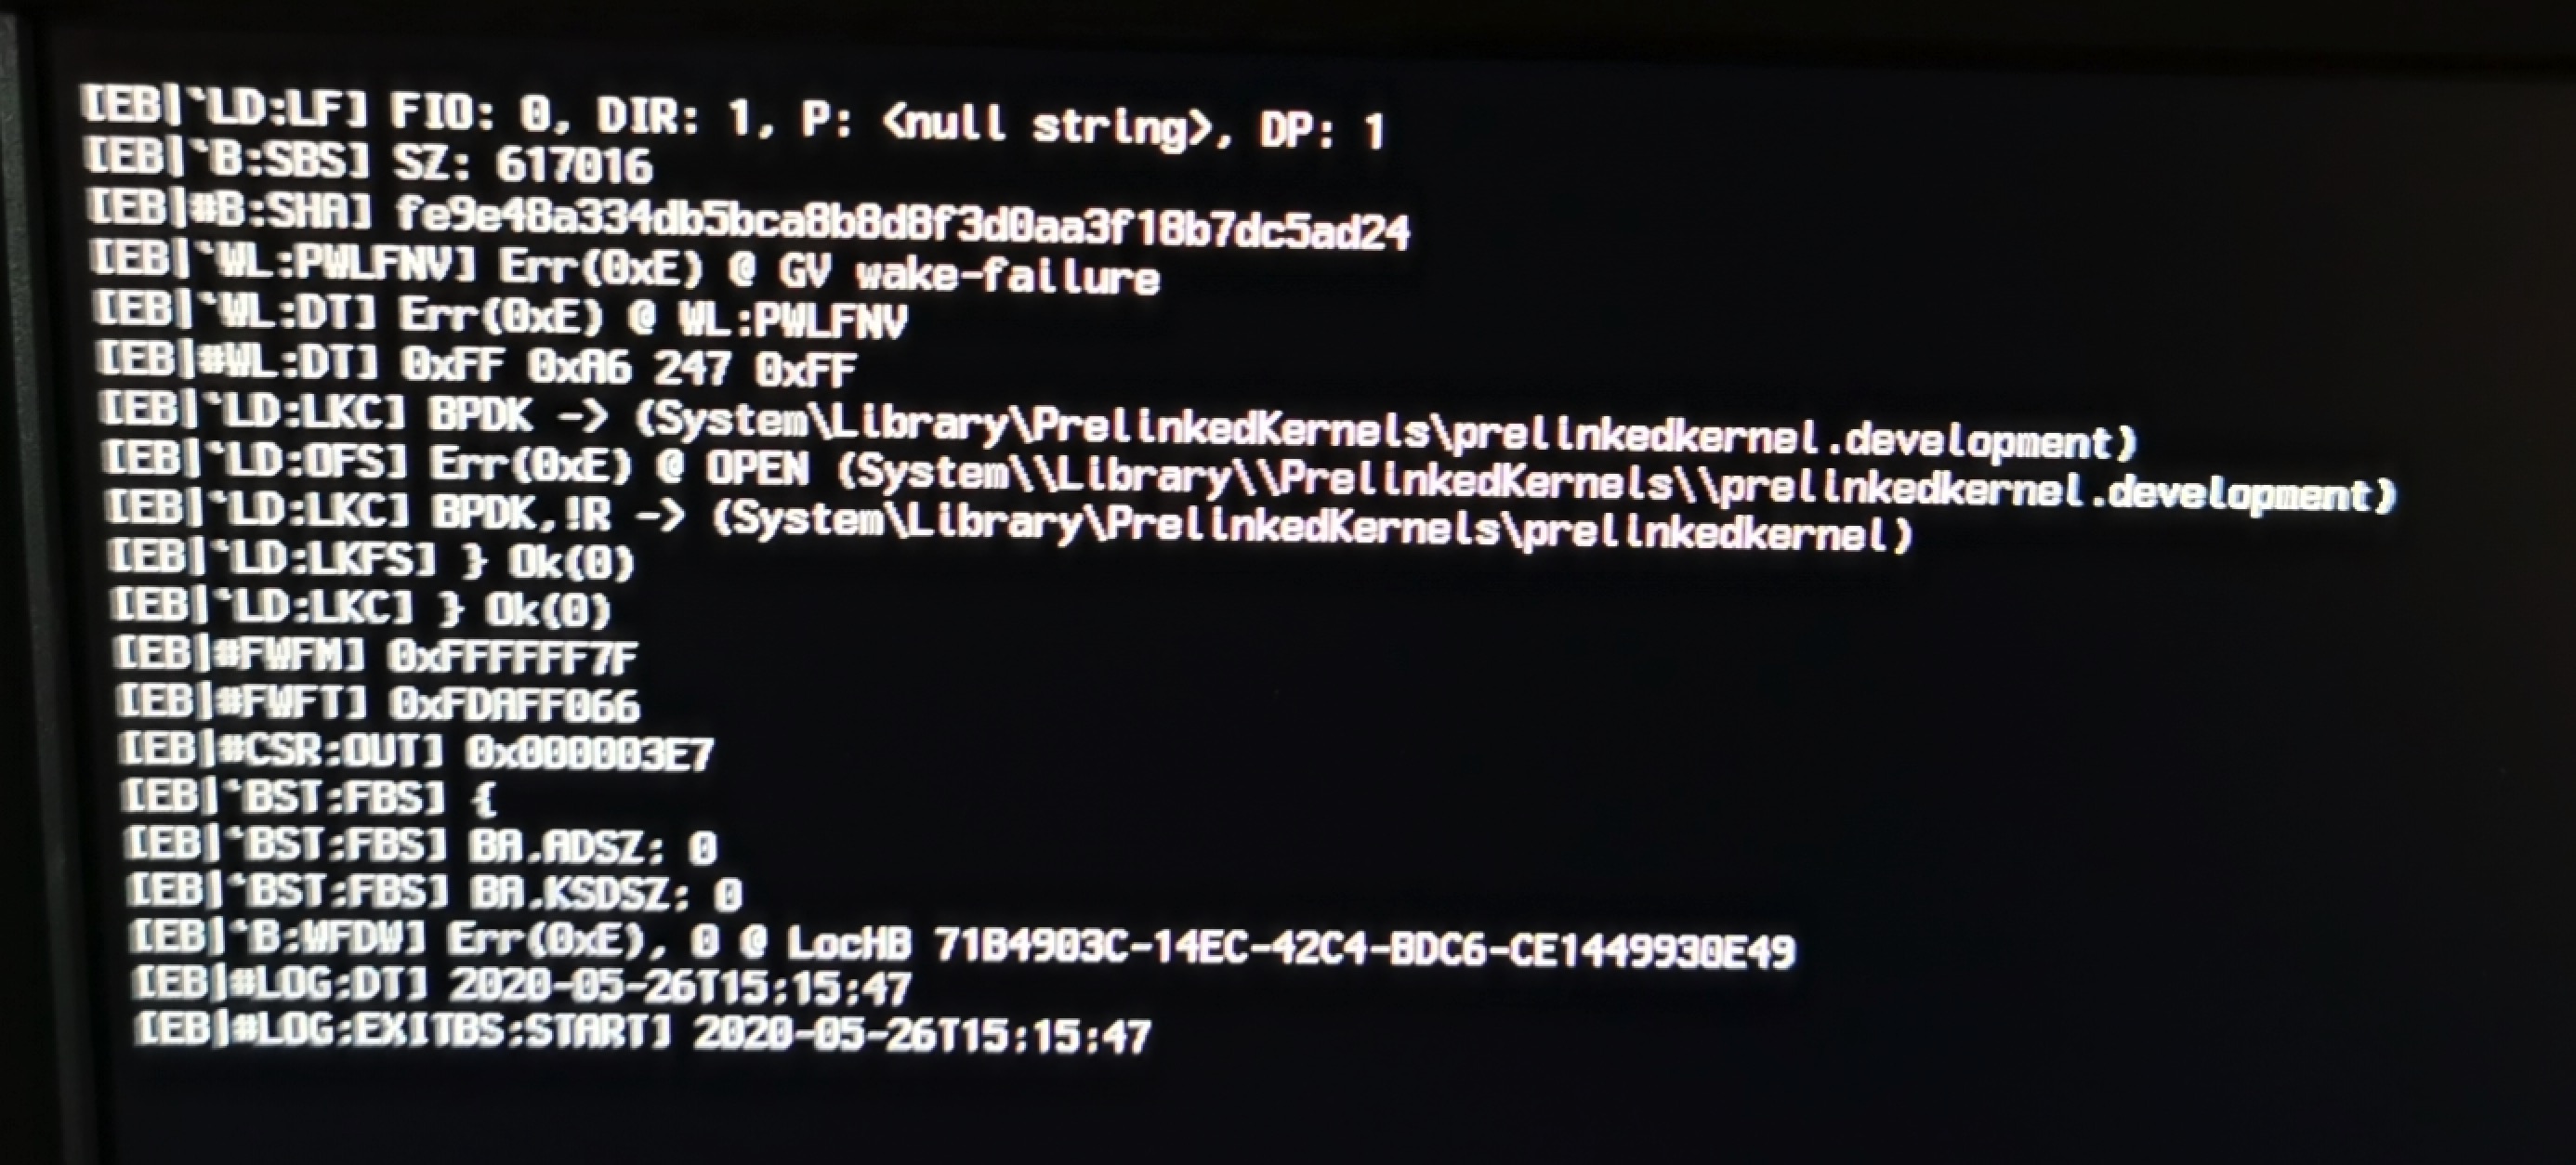 [EB|`LD:LF] FIO: 0, DIR: 1, P: <null string>, DP: 1
[EB|`B:SBS] SZ: 617016
[EB|#B:SHA] fe9e48a334db5bca8b8d8f3d0aa3f18b7dc5ad24
[EB|`WL:PWLFNV] Err(0xE) @ GV wake-failure
[EB|`WL:DT] Err(0xE) @ WL:PWLFNV
[EB|#WL:DT] 0xFF 0xA6 247 0xFF
[EB|`LD:LKC] BPDK -> (System\Library\PrelinkedKernels\prelinkedkernel.development)
[EB|`LD:OFS] Err(0xE) @ OPEN (System\\Library\\PrelinkedKernels\\prelinkedkernel.development)
[EB|`LD:LKC] BPDK,!R -> (System\Library\PrelinkedKernels\prelinkedkernel)
[EB|`LD:LKFS] } Ok(0)
[EB|`LD:LKC] } Ok(0)
[EB|#FWFM] 0xFFFFFF7F
[EB|#FWFT] 0xFDAFF066
[EB|#CSR:OUT] 0x000003E7
[EB|`BST:FBS] {
[EB|`BST:FBS] BA.ADSZ: 0
[EB|`BST:FBS] BA.KSDSZ: 0
[EB|`B:WFDW] Err(0xE), 0 @ LocHB 71B4903C-14EC-42C4-BDC6-CE1449930E49
[EB|#LOG:DT] 2020-05-26T15:15:47
[EB|#LOG:EXITBS:START] 2020-05-26T15:15:47